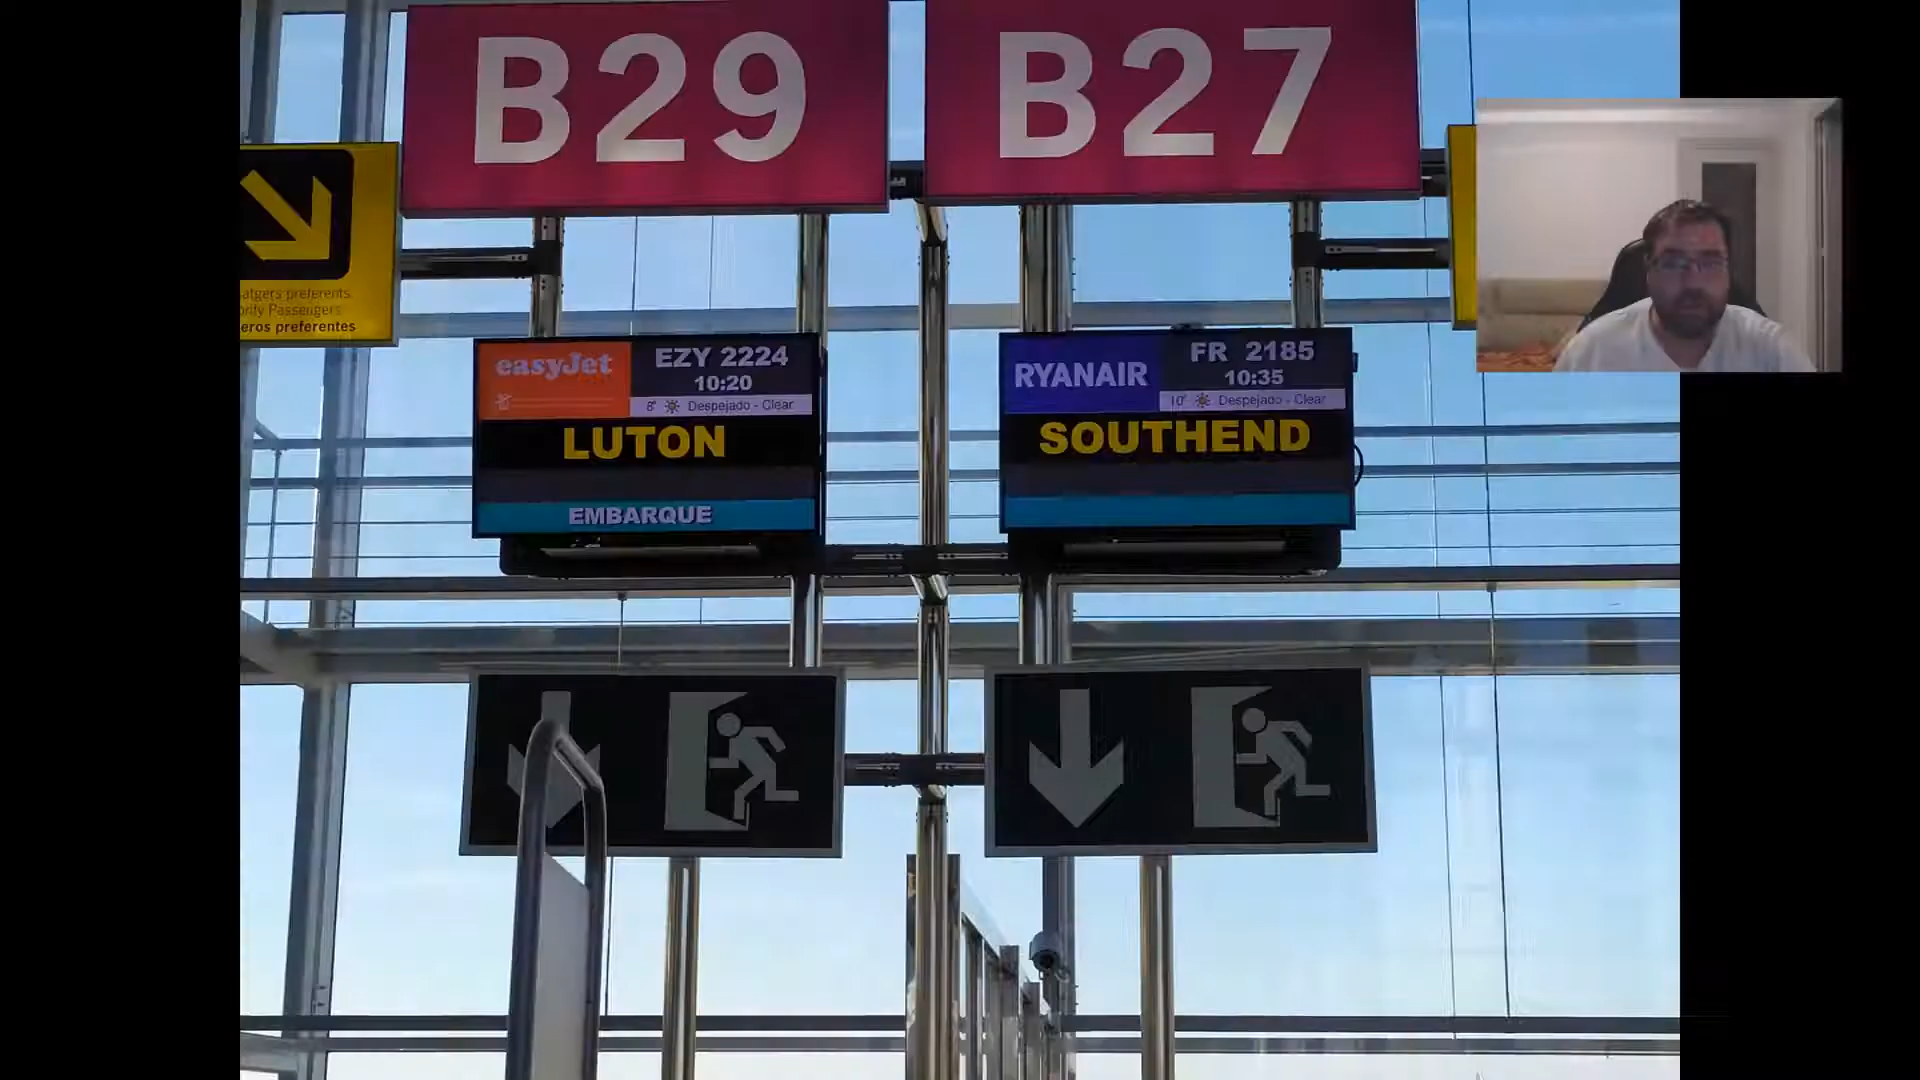 B29
B27
atgers preferents
ority Passengers
eros preferentes
easyJet
EZY 2224
10:20
8° Despejado - Clear
LUTON
EMBARQUE
RYANAIR
FR 2185
10:35
10° Despejado - Clear
SOUTHEND